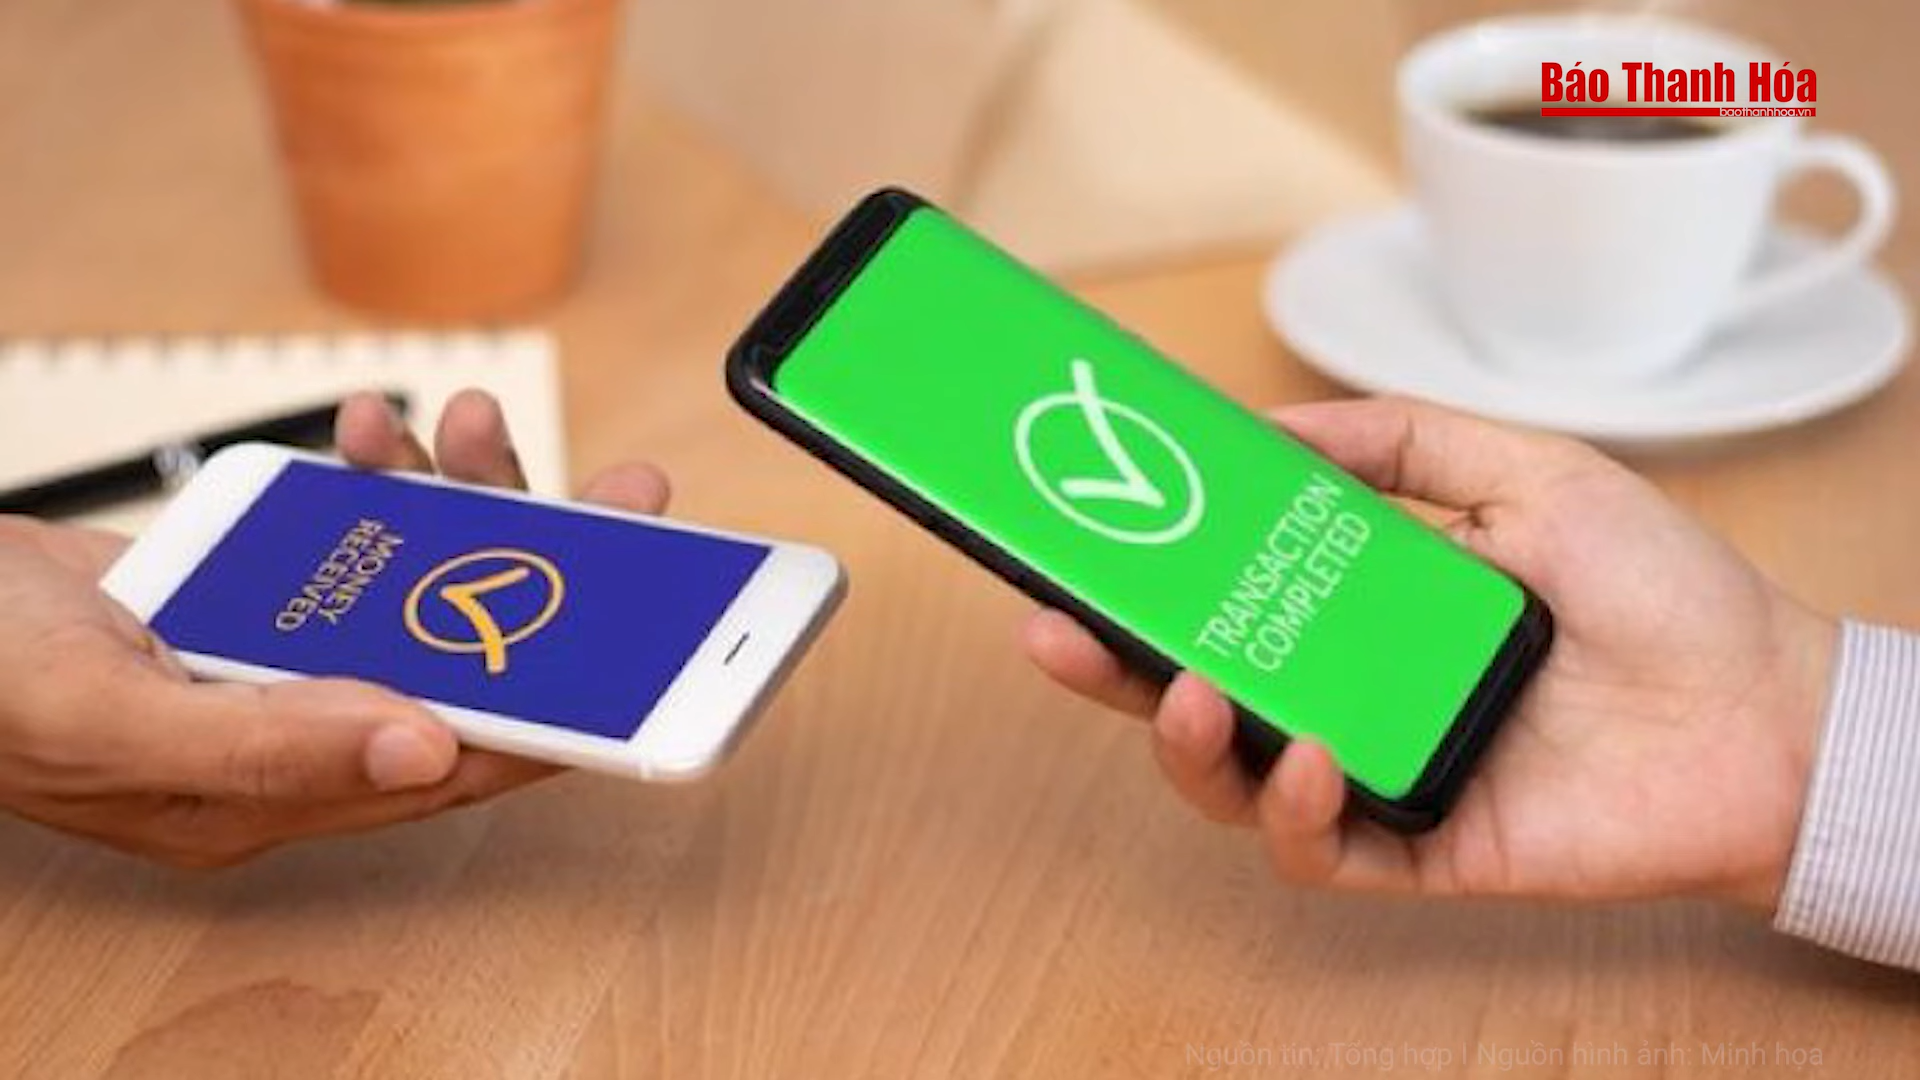 Báo Thanh Hóa
baothanhhoa.vn
MONEY
RECEIVED
TRANSACTION
COMPLETED
Nguồn tin: Tổng hợp | Nguồn hình ảnh: Minh họa